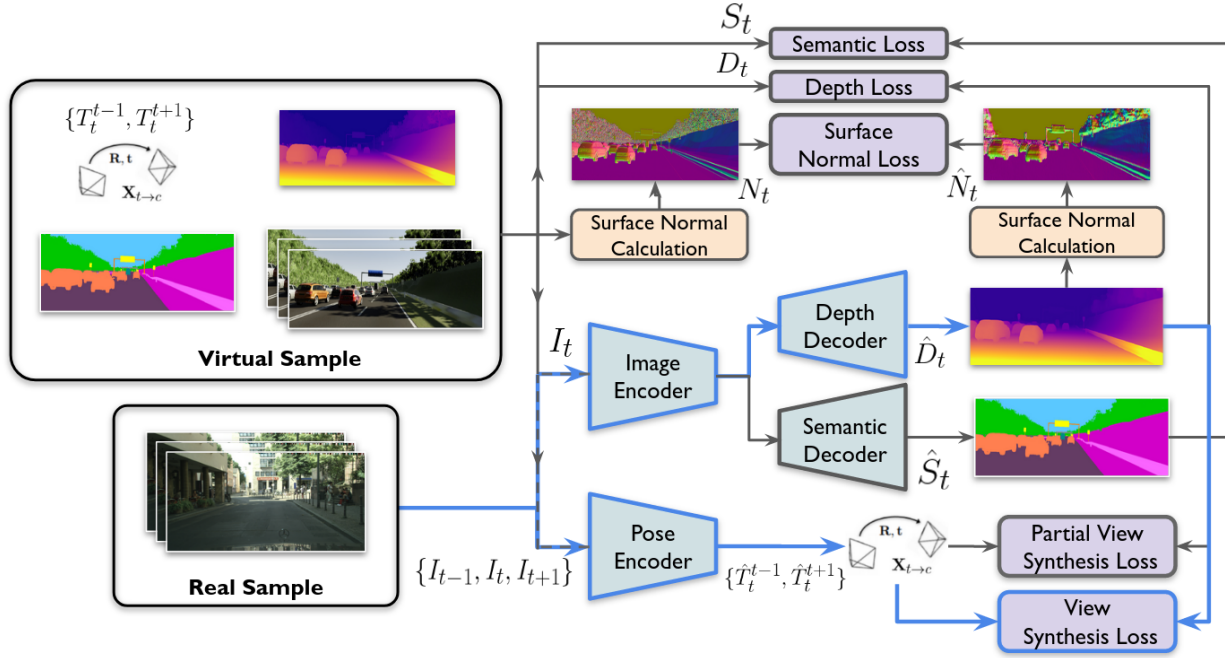 S_t
Semantic Loss
D_t
Depth Loss
{T_t^{t-1}, T_t^{t+1}}
R, t
X_{t→c}
Surface
Normal Loss
N_t
N̂_t
Surface Normal
Calculation
Surface Normal
Calculation
Virtual Sample
I_t
Image
Encoder
Depth
Decoder
D̂_t
Semantic
Decoder
Ŝ_t
Real Sample
{I_{t-1}, I_t, I_{t+1}}
Pose
Encoder
{T̂_t^{t-1}, T̂_t^{t+1}}
R, t
X_{t→c}
Partial View
Synthesis Loss
View
Synthesis Loss